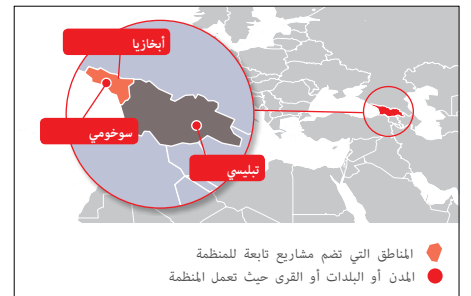 أبخازيا
سوخومي
تبليسي
المناطق التي تضم مشاريع تابعة للمنظمة
المدن أو البلدات أو القرى حيث تعمل المنظمة